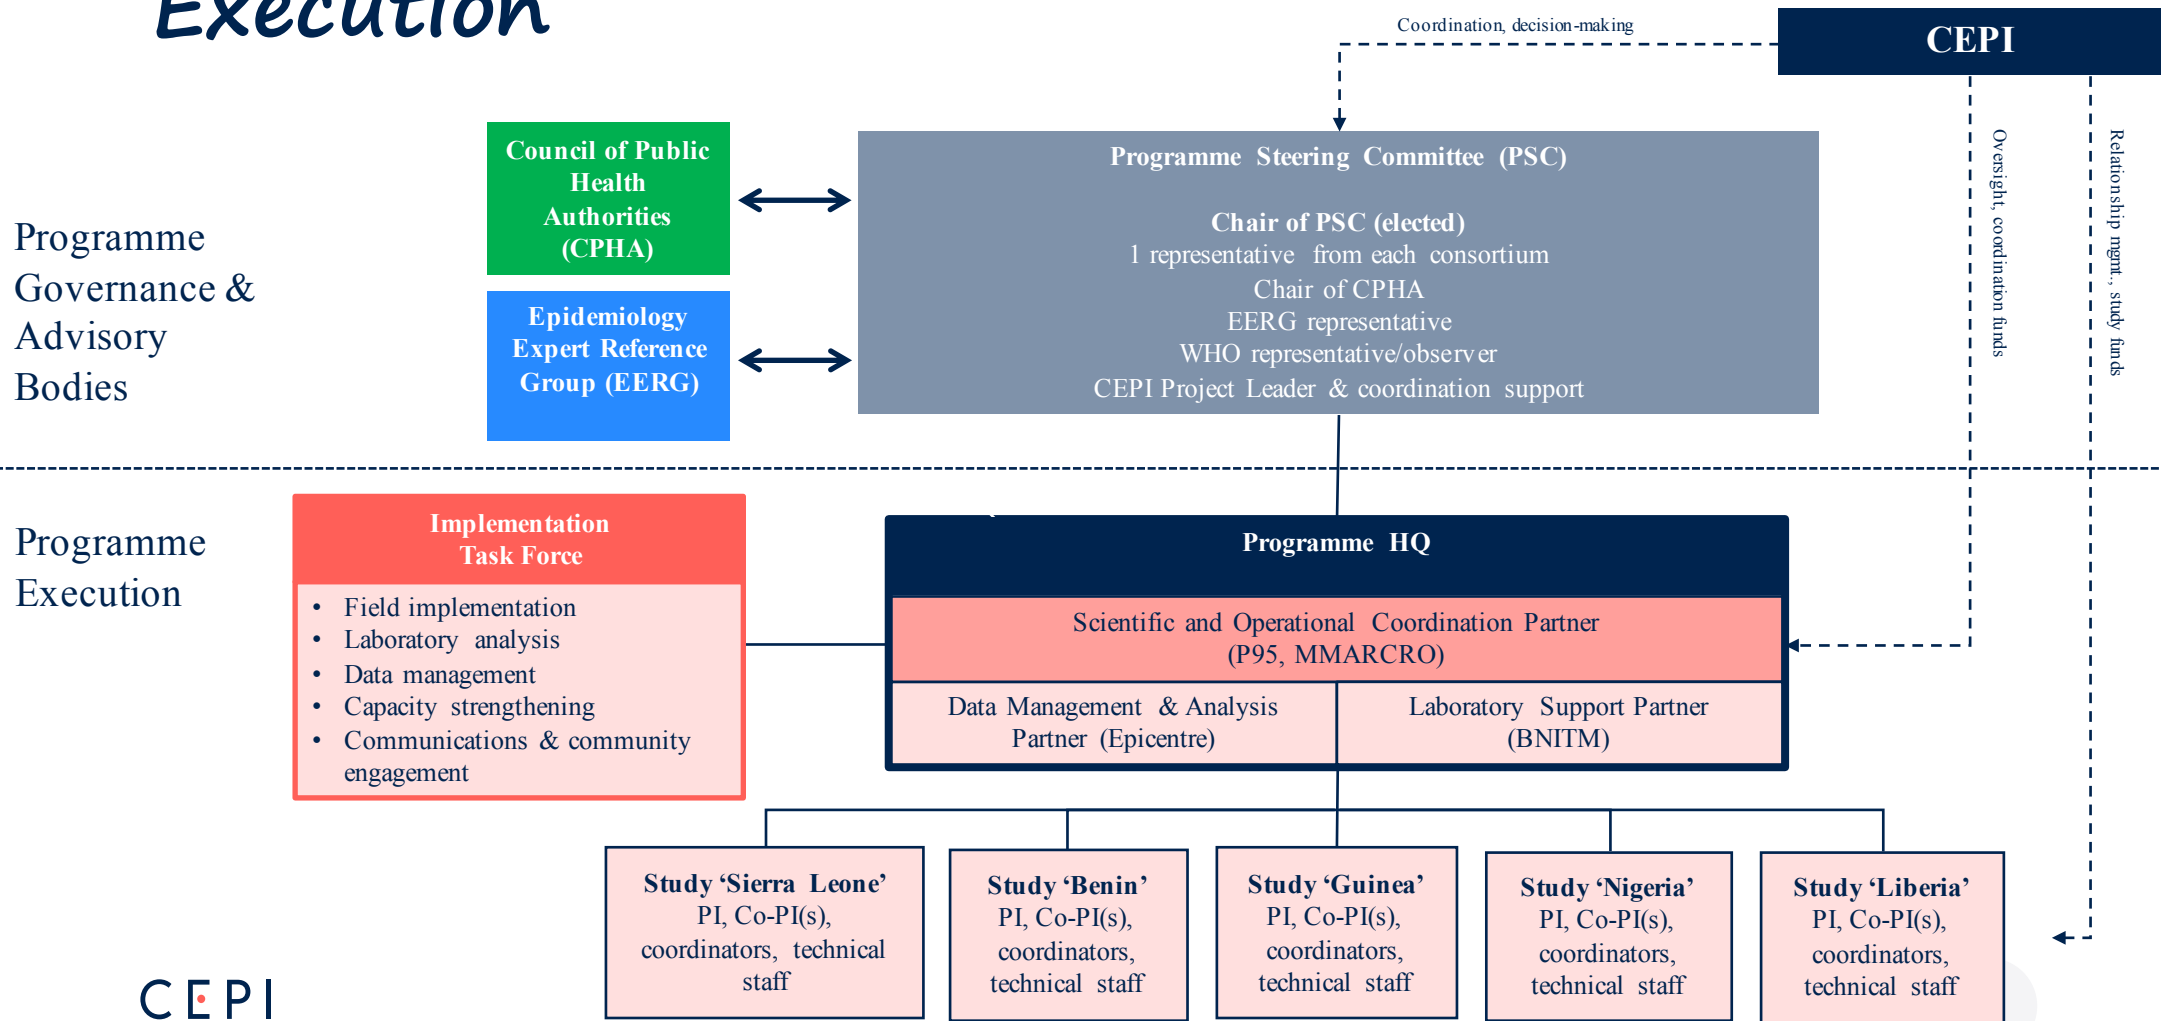 Execution
Coordination, decision-making
CEPI
Council of Public
Health
Authorities
(CPHA)
Programme Steering Committee (PSC)
Chair of PSC (elected)
1 representative from each consortium
Chair of CPHA
EERG representative
WHO representative/observer
CEPI Project Leader & coordination support
Oversight, coordination funds
Relationship mgmt., study funds
Programme
Governance &
Advisory
Bodies
Epidemiology
Expert Reference
Group (EERG)
Programme
Execution
Implementation
Task Force
• Field implementation
• Laboratory analysis
• Data management
• Capacity strengthening
• Communications & community
engagement
Programme HQ
Scientific and Operational Coordination Partner
(P95, MMARCRO)
Data Management & Analysis
Partner (Epicentre)
Laboratory Support Partner
(BNITM)
Study ‘Sierra Leone’
PI, Co-PI(s),
coordinators, technical
staff
Study ‘Benin’
PI, Co-PI(s),
coordinators,
technical staff
Study ‘Guinea’
PI, Co-PI(s),
coordinators,
technical staff
Study ‘Nigeria’
PI, Co-PI(s),
coordinators,
technical staff
Study ‘Liberia’
PI, Co-PI(s),
coordinators,
technical staff
CEPI